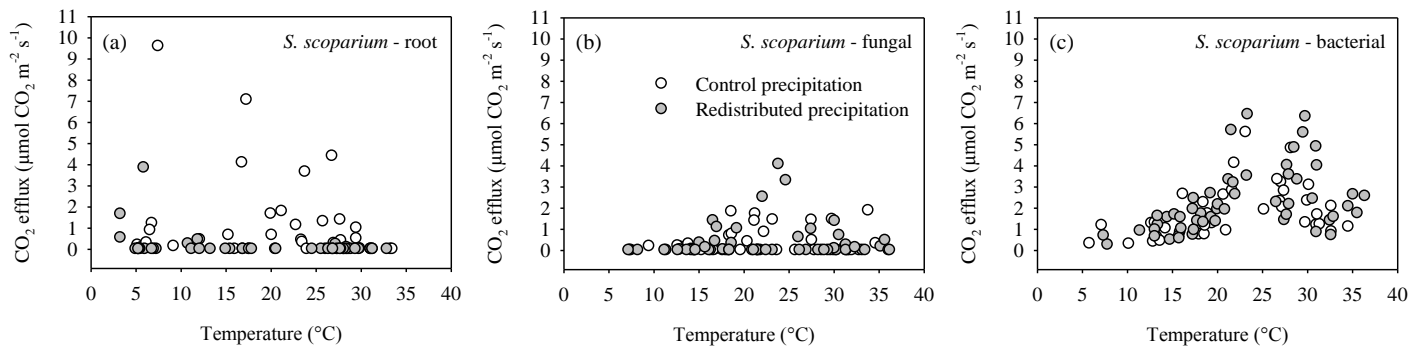 (a) S. scoparium - root
CO2 efflux (µmol CO2 m-2 s-1)
11
10
9
8
7
6
5
4
3
2
1
0
0 5 10 15 20 25 30 35 40
Temperature (°C)
(b) S. scoparium - fungal
Control precipitation
Redistributed precipitation
CO2 efflux (µmol CO2 m-2 s-1)
11
10
9
8
7
6
5
4
3
2
1
0
0 5 10 15 20 25 30 35 40
Temperature (°C)
(c) S. scoparium - bacterial
CO2 efflux (µmol CO2 m-2 s-1)
11
10
9
8
7
6
5
4
3
2
1
0
0 5 10 15 20 25 30 35 40
Temperature (°C)